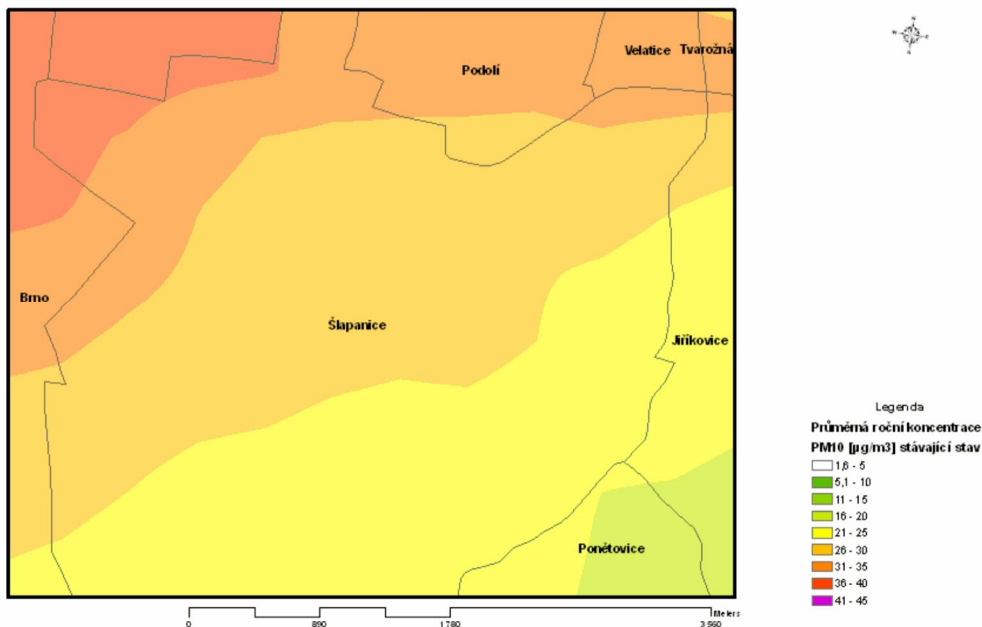 Podolí
Velatice
Tvarožná
Brno
Šlapanice
Jiříkovice
Ponětovice
Legenda
Průměrná roční koncentrace
PM10 [µg/m3] stávající stav
1,6 - 5
5,1 - 10
11 - 15
16 - 20
21 - 25
26 - 30
31 - 35
36 - 40
41 - 45
Meters
0 890 1 780 3 560